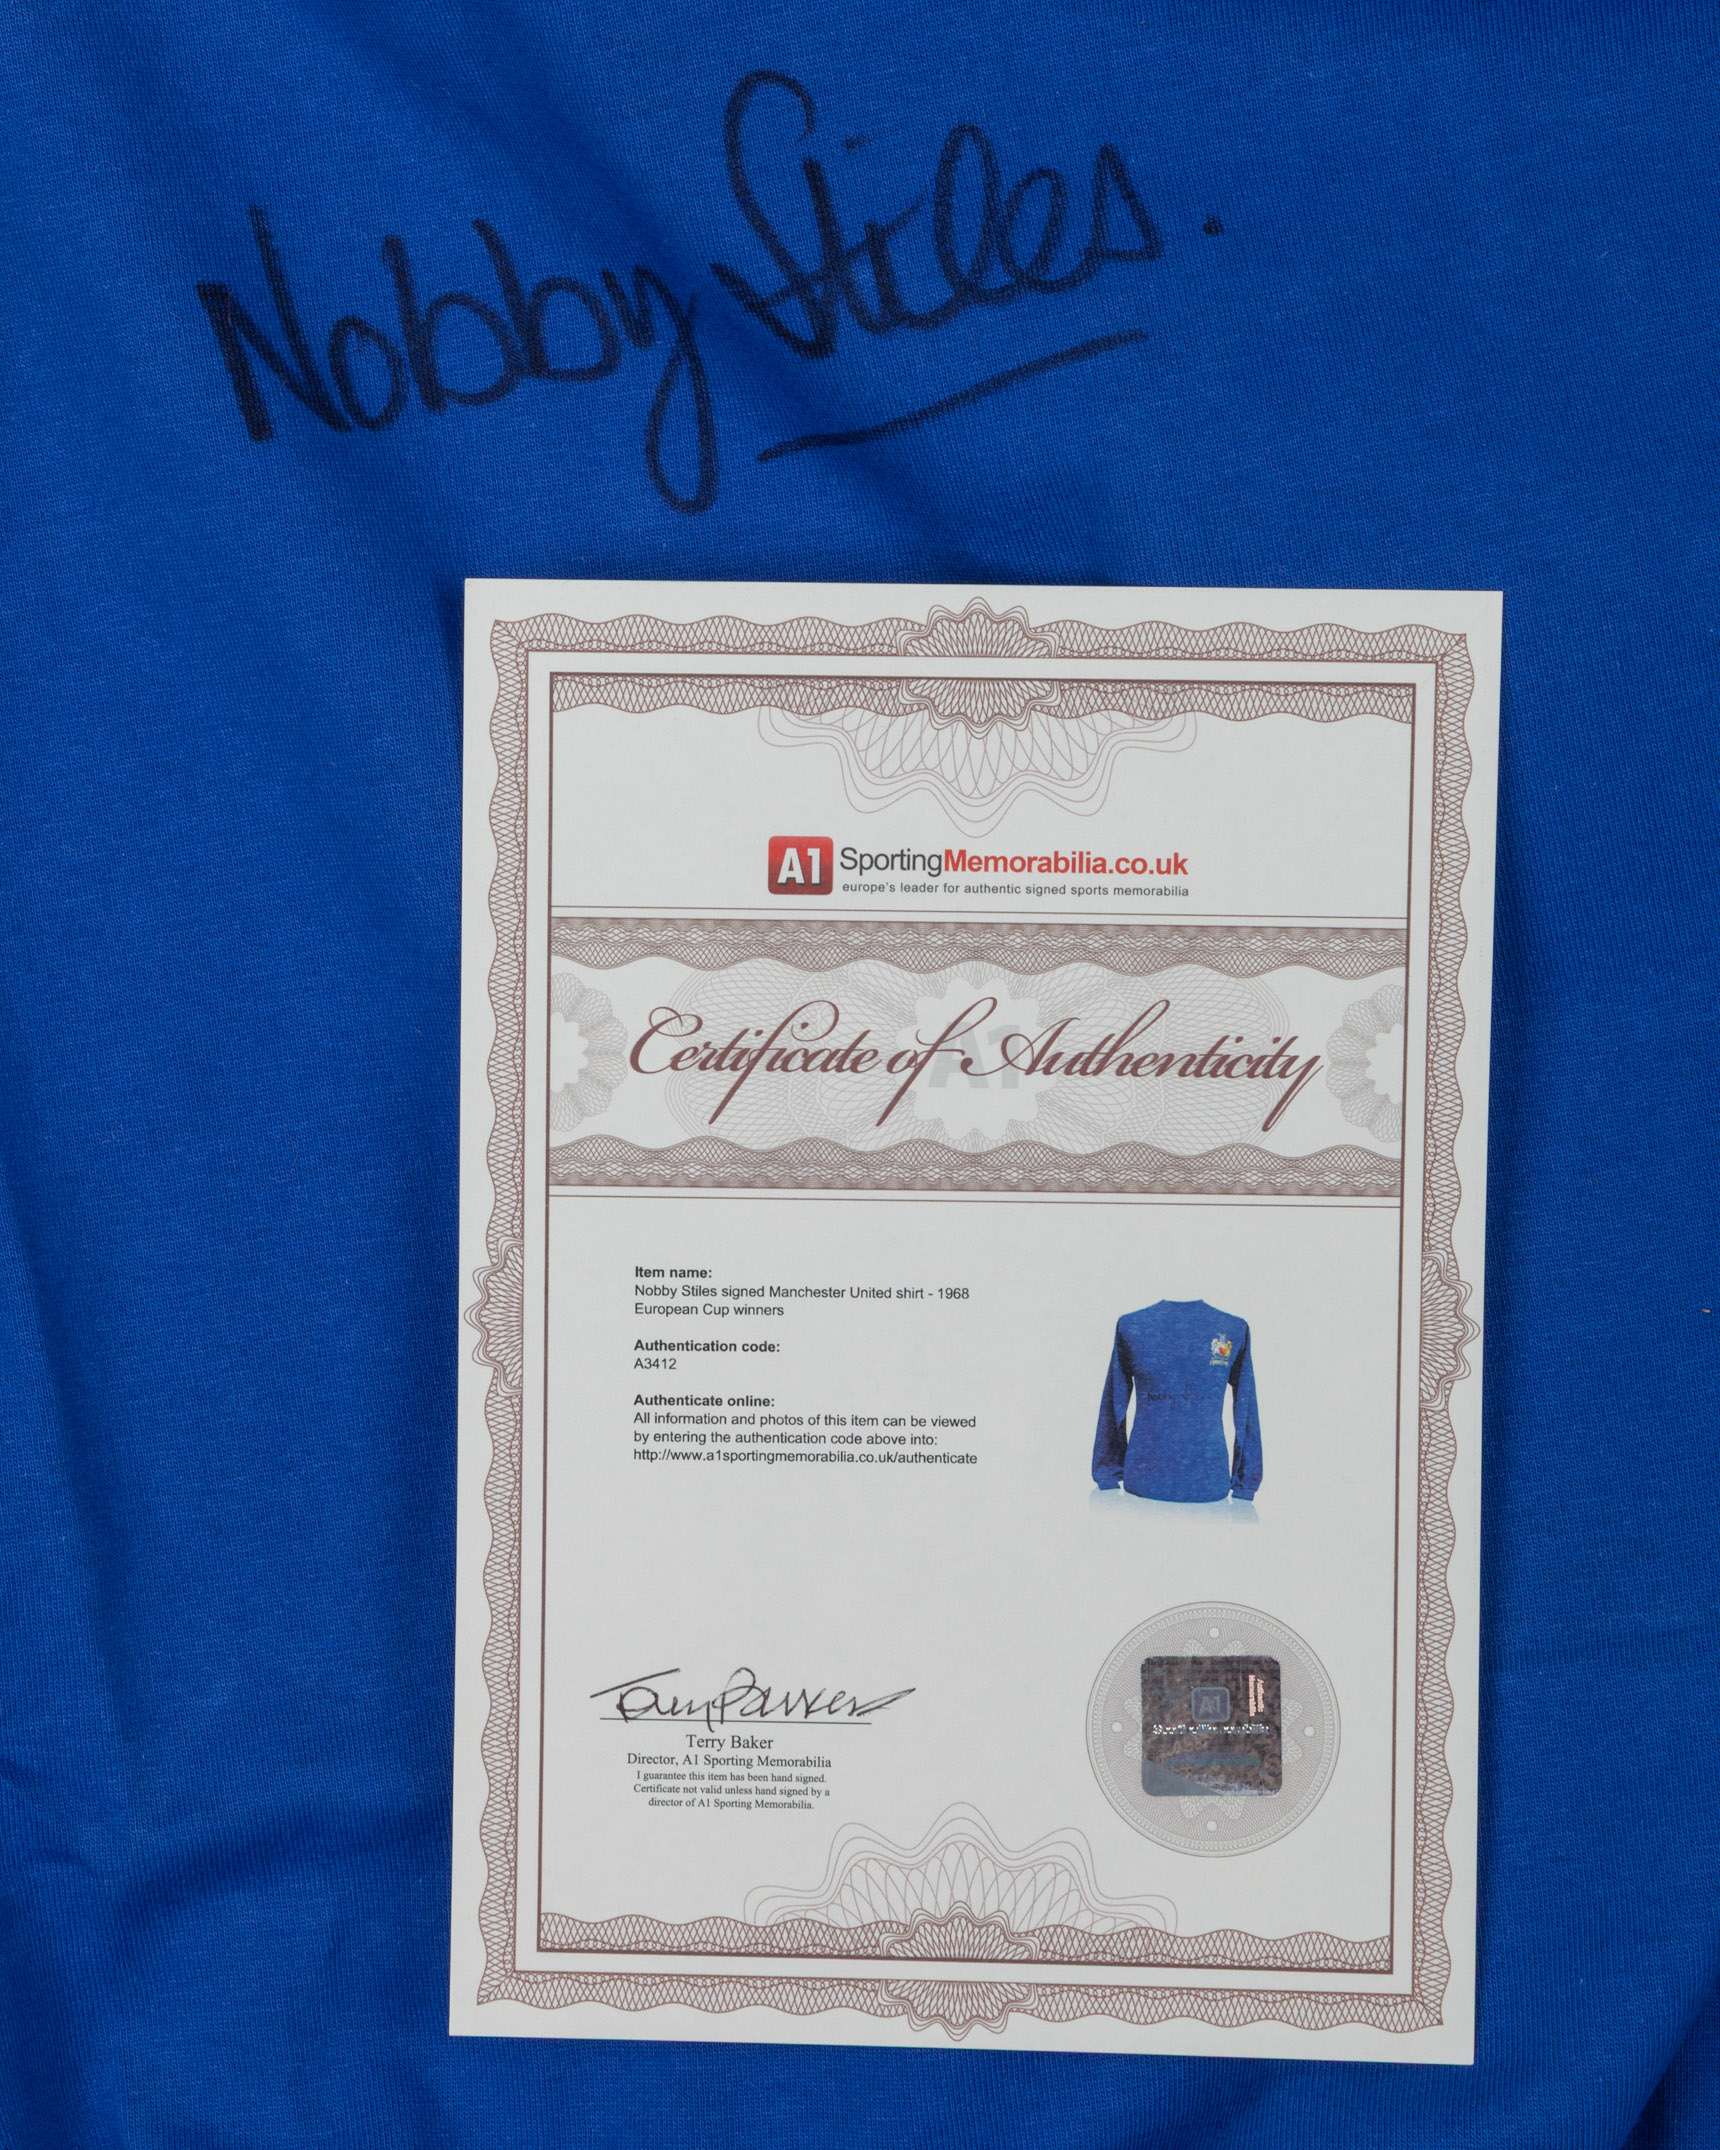 Nobby Stiles.
A1 SportingMemorabilia.co.uk
europe's leader for authentic signed sports memorabilia
Certificate of Authenticity
Item name:
Nobby Stiles signed Manchester United shirt - 1968
European Cup winners
Authentication code:
A3412
Authenticate online:
All information and photos of this item can be viewed
by entering the authentication code above into:
http://www.a1sportingmemorabilia.co.uk/authenticate
Terry Baker
Director, A1 Sporting Memorabilia
I guarantee this item has been hand signed.
Certificate not valid unless hand signed by a
director of A1 Sporting Memorabilia.
A1